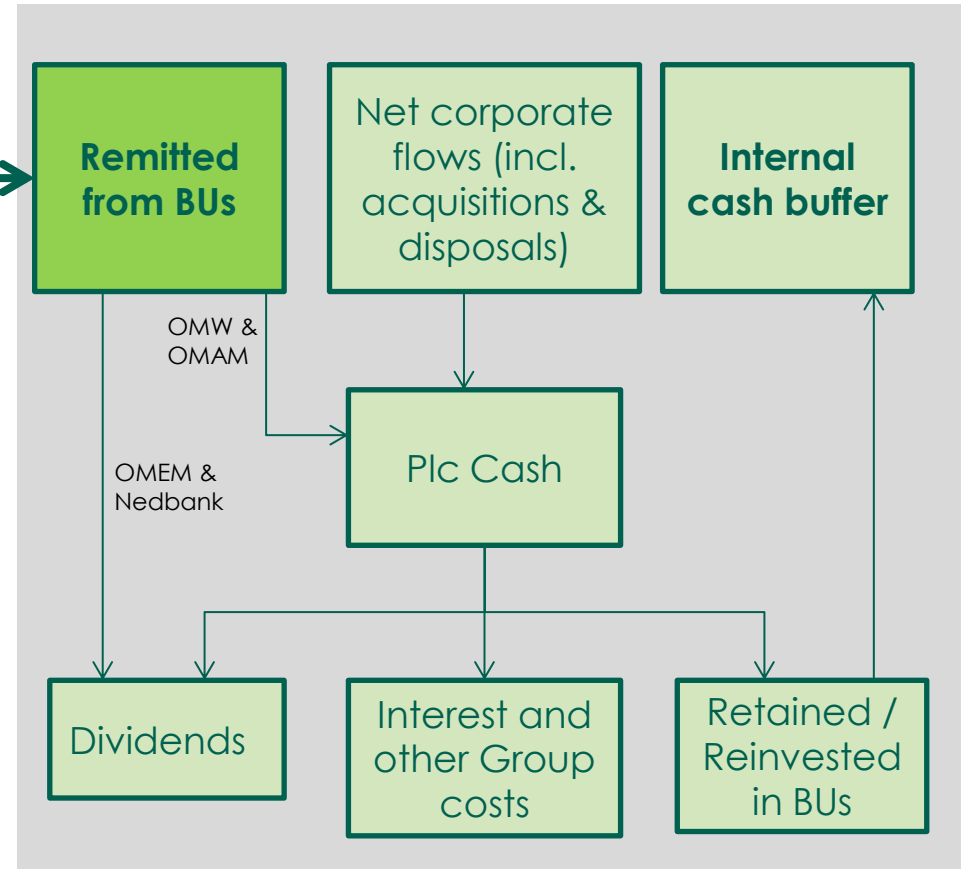 Remitted
from BUs
Net corporate
flows (incl.
acquisitions &
disposals)
Internal
cash buffer
OMW &
OMAM
Plc Cash
OMEM &
Nedbank
Dividends
Interest and
other Group
costs
Retained /
Reinvested
in BUs